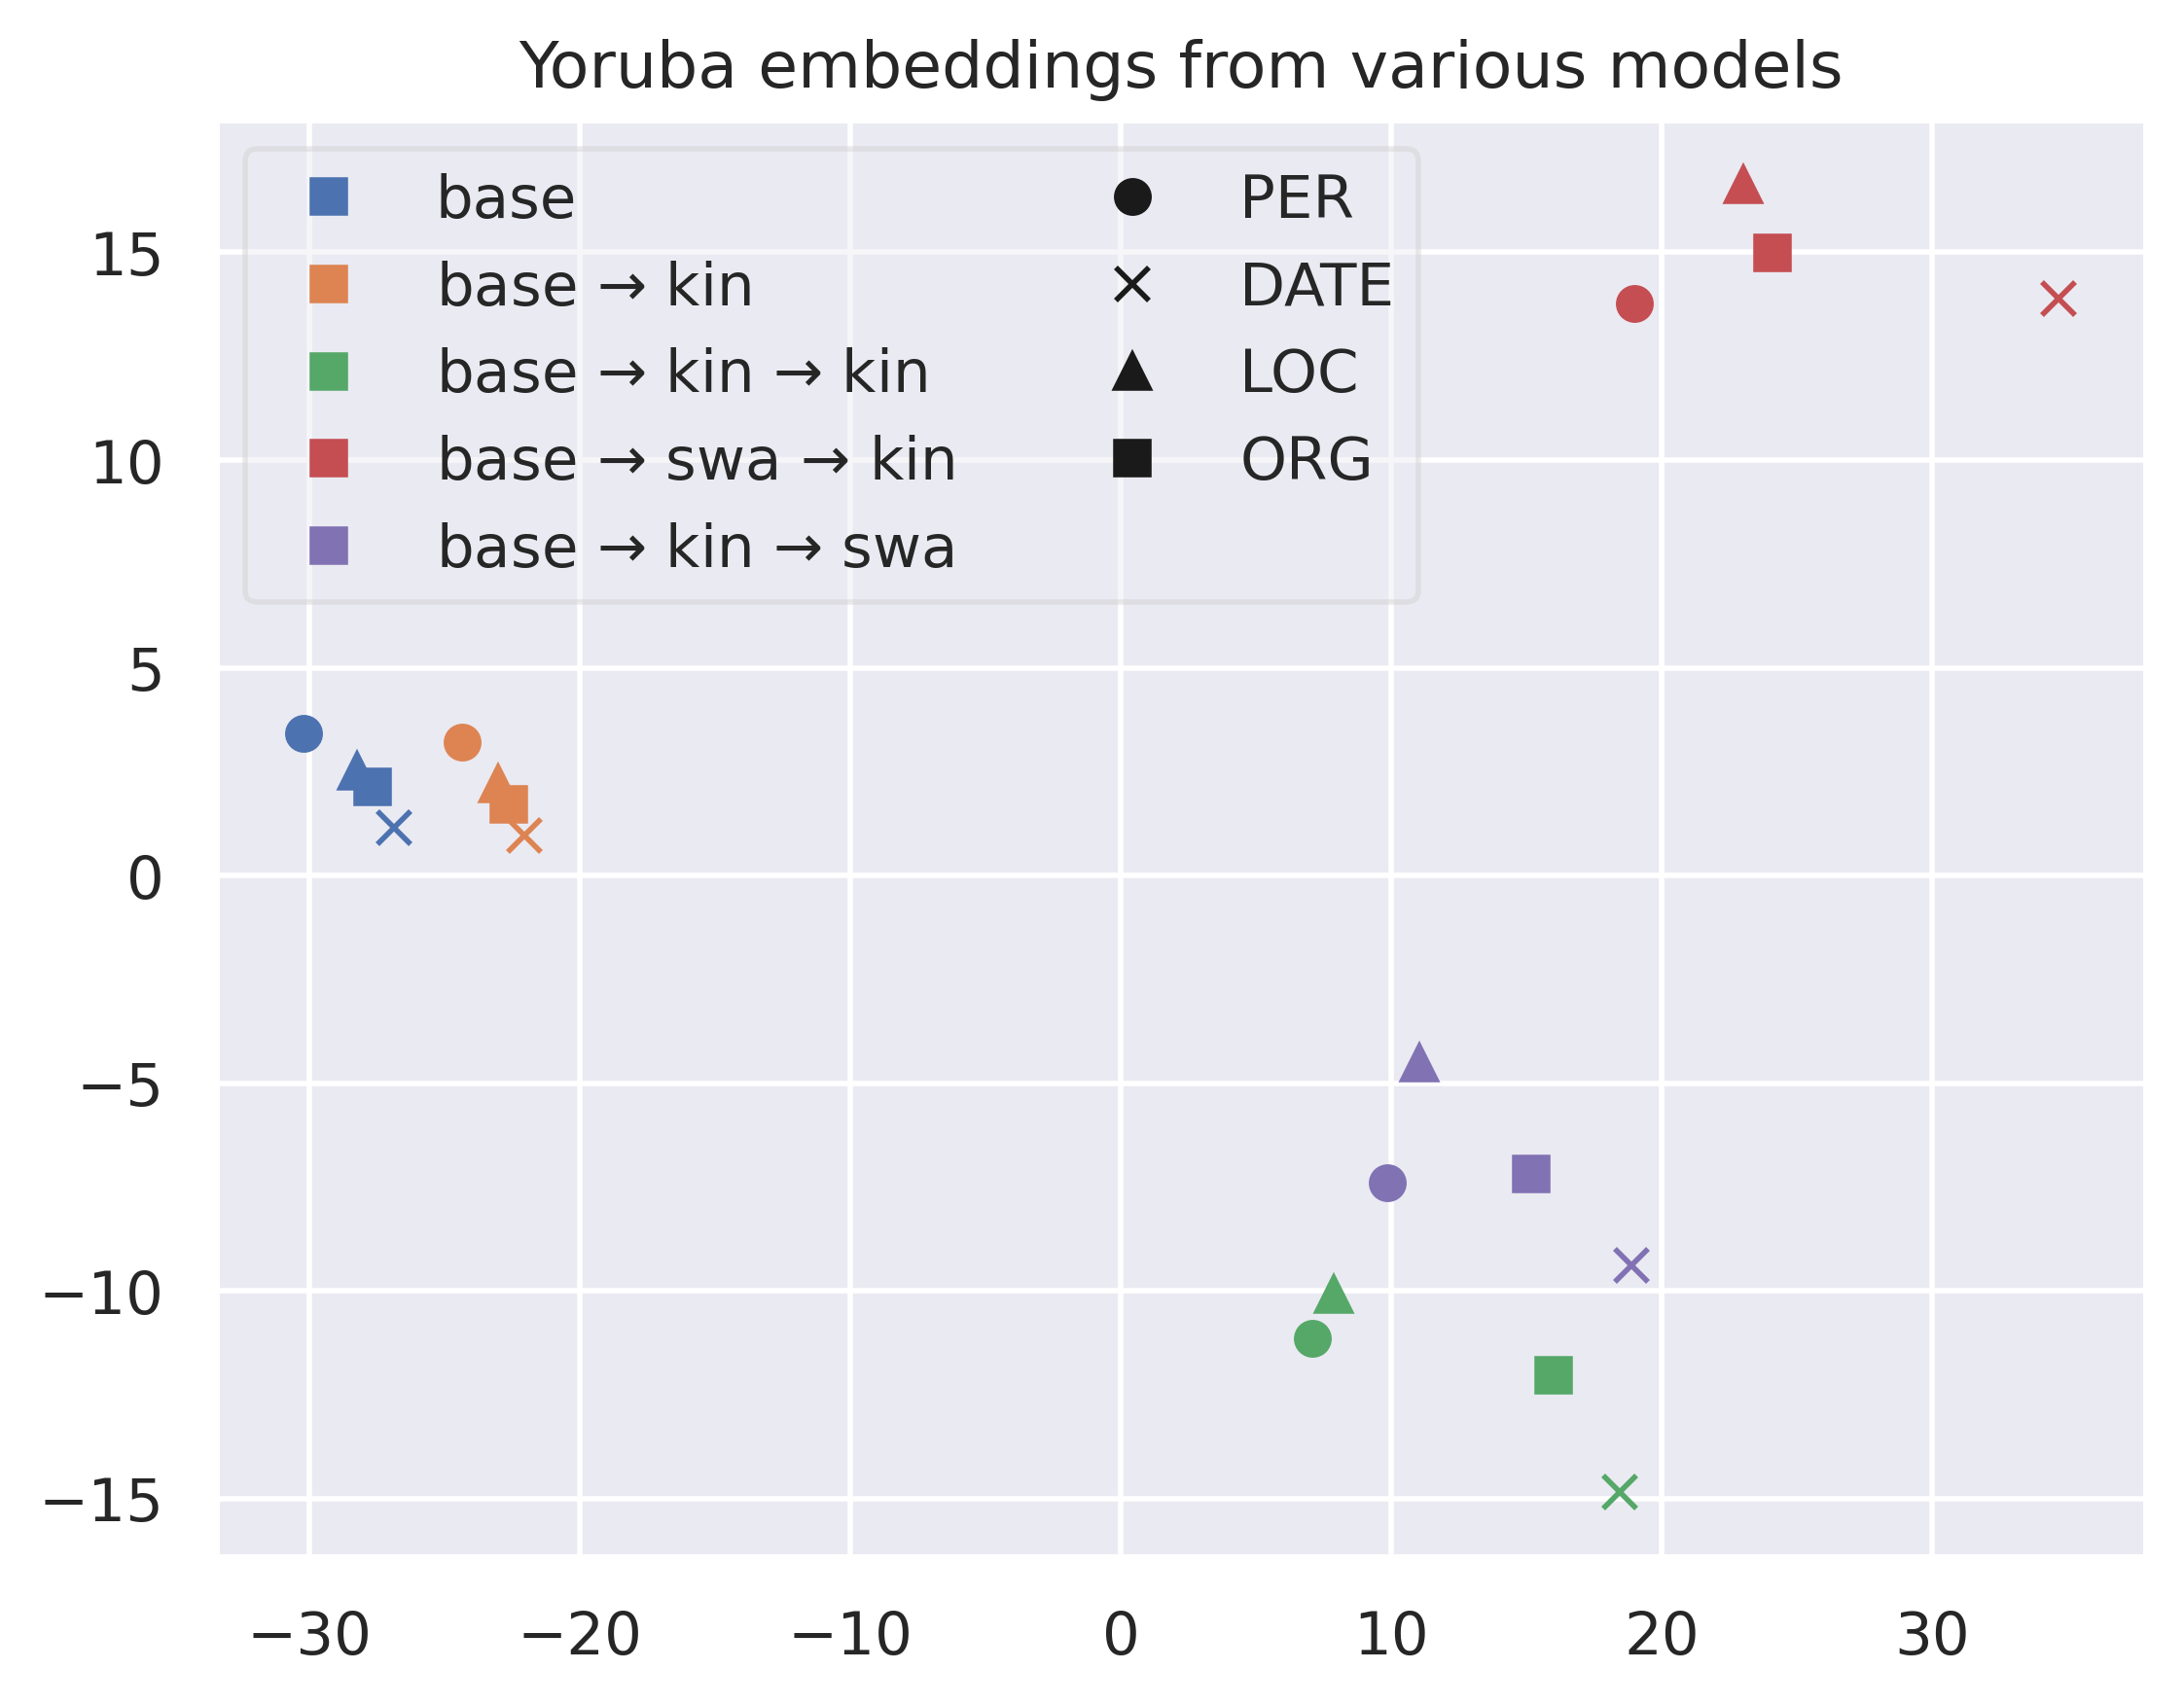 Yoruba embeddings from various models
base
base → kin
base → kin → kin
base → swa → kin
base → kin → swa
PER
DATE
LOC
ORG
15
10
5
0
−5
−10
−15
−30 −20 −10 0 10 20 30